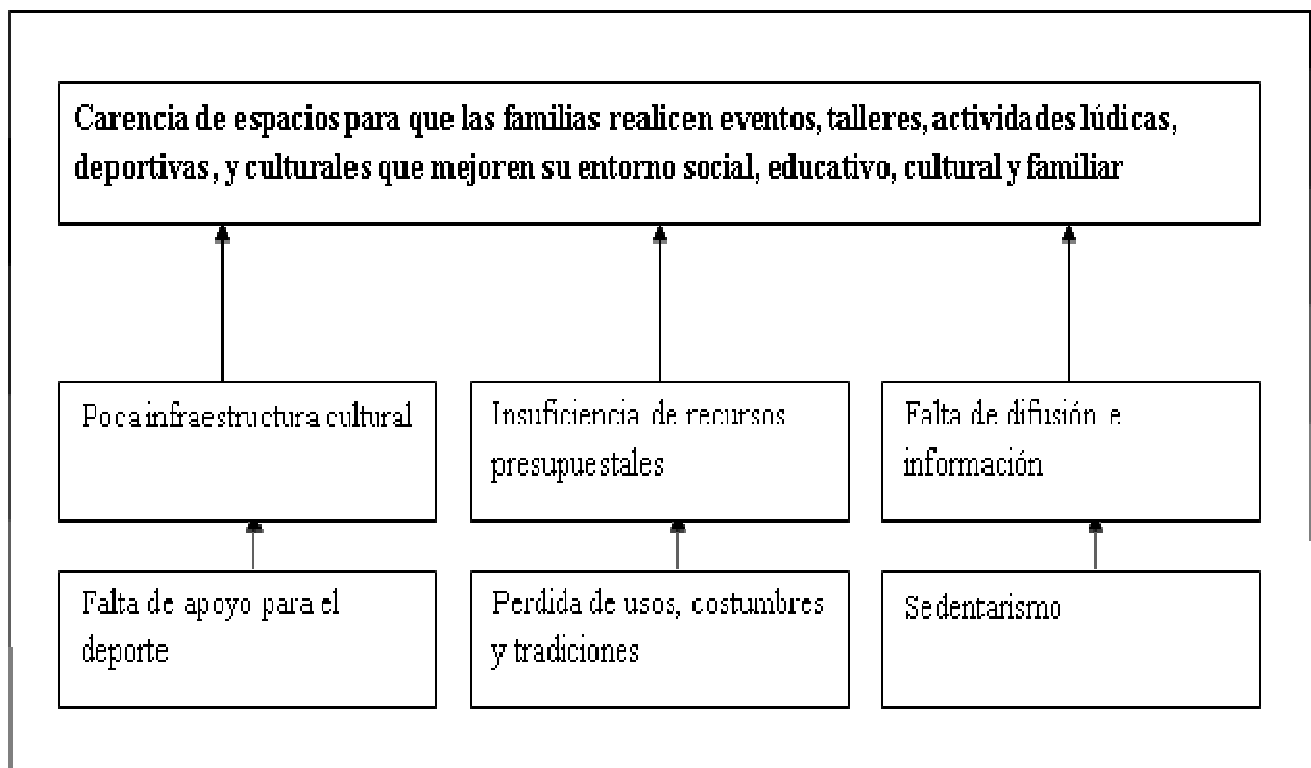 Carencia de espacios para que las familias realicen eventos, talleres, actividades lúdicas,
deportivas, y culturales que mejoren su entorno social, educativo, cultural y familiar
Poca infraestructura cultural
Insuficiencia de recursos
presupuestales
Falta de difusión e
información
Falta de apoyo para el
deporte
Perdida de usos, costumbres
y tradiciones
Sedentarismo